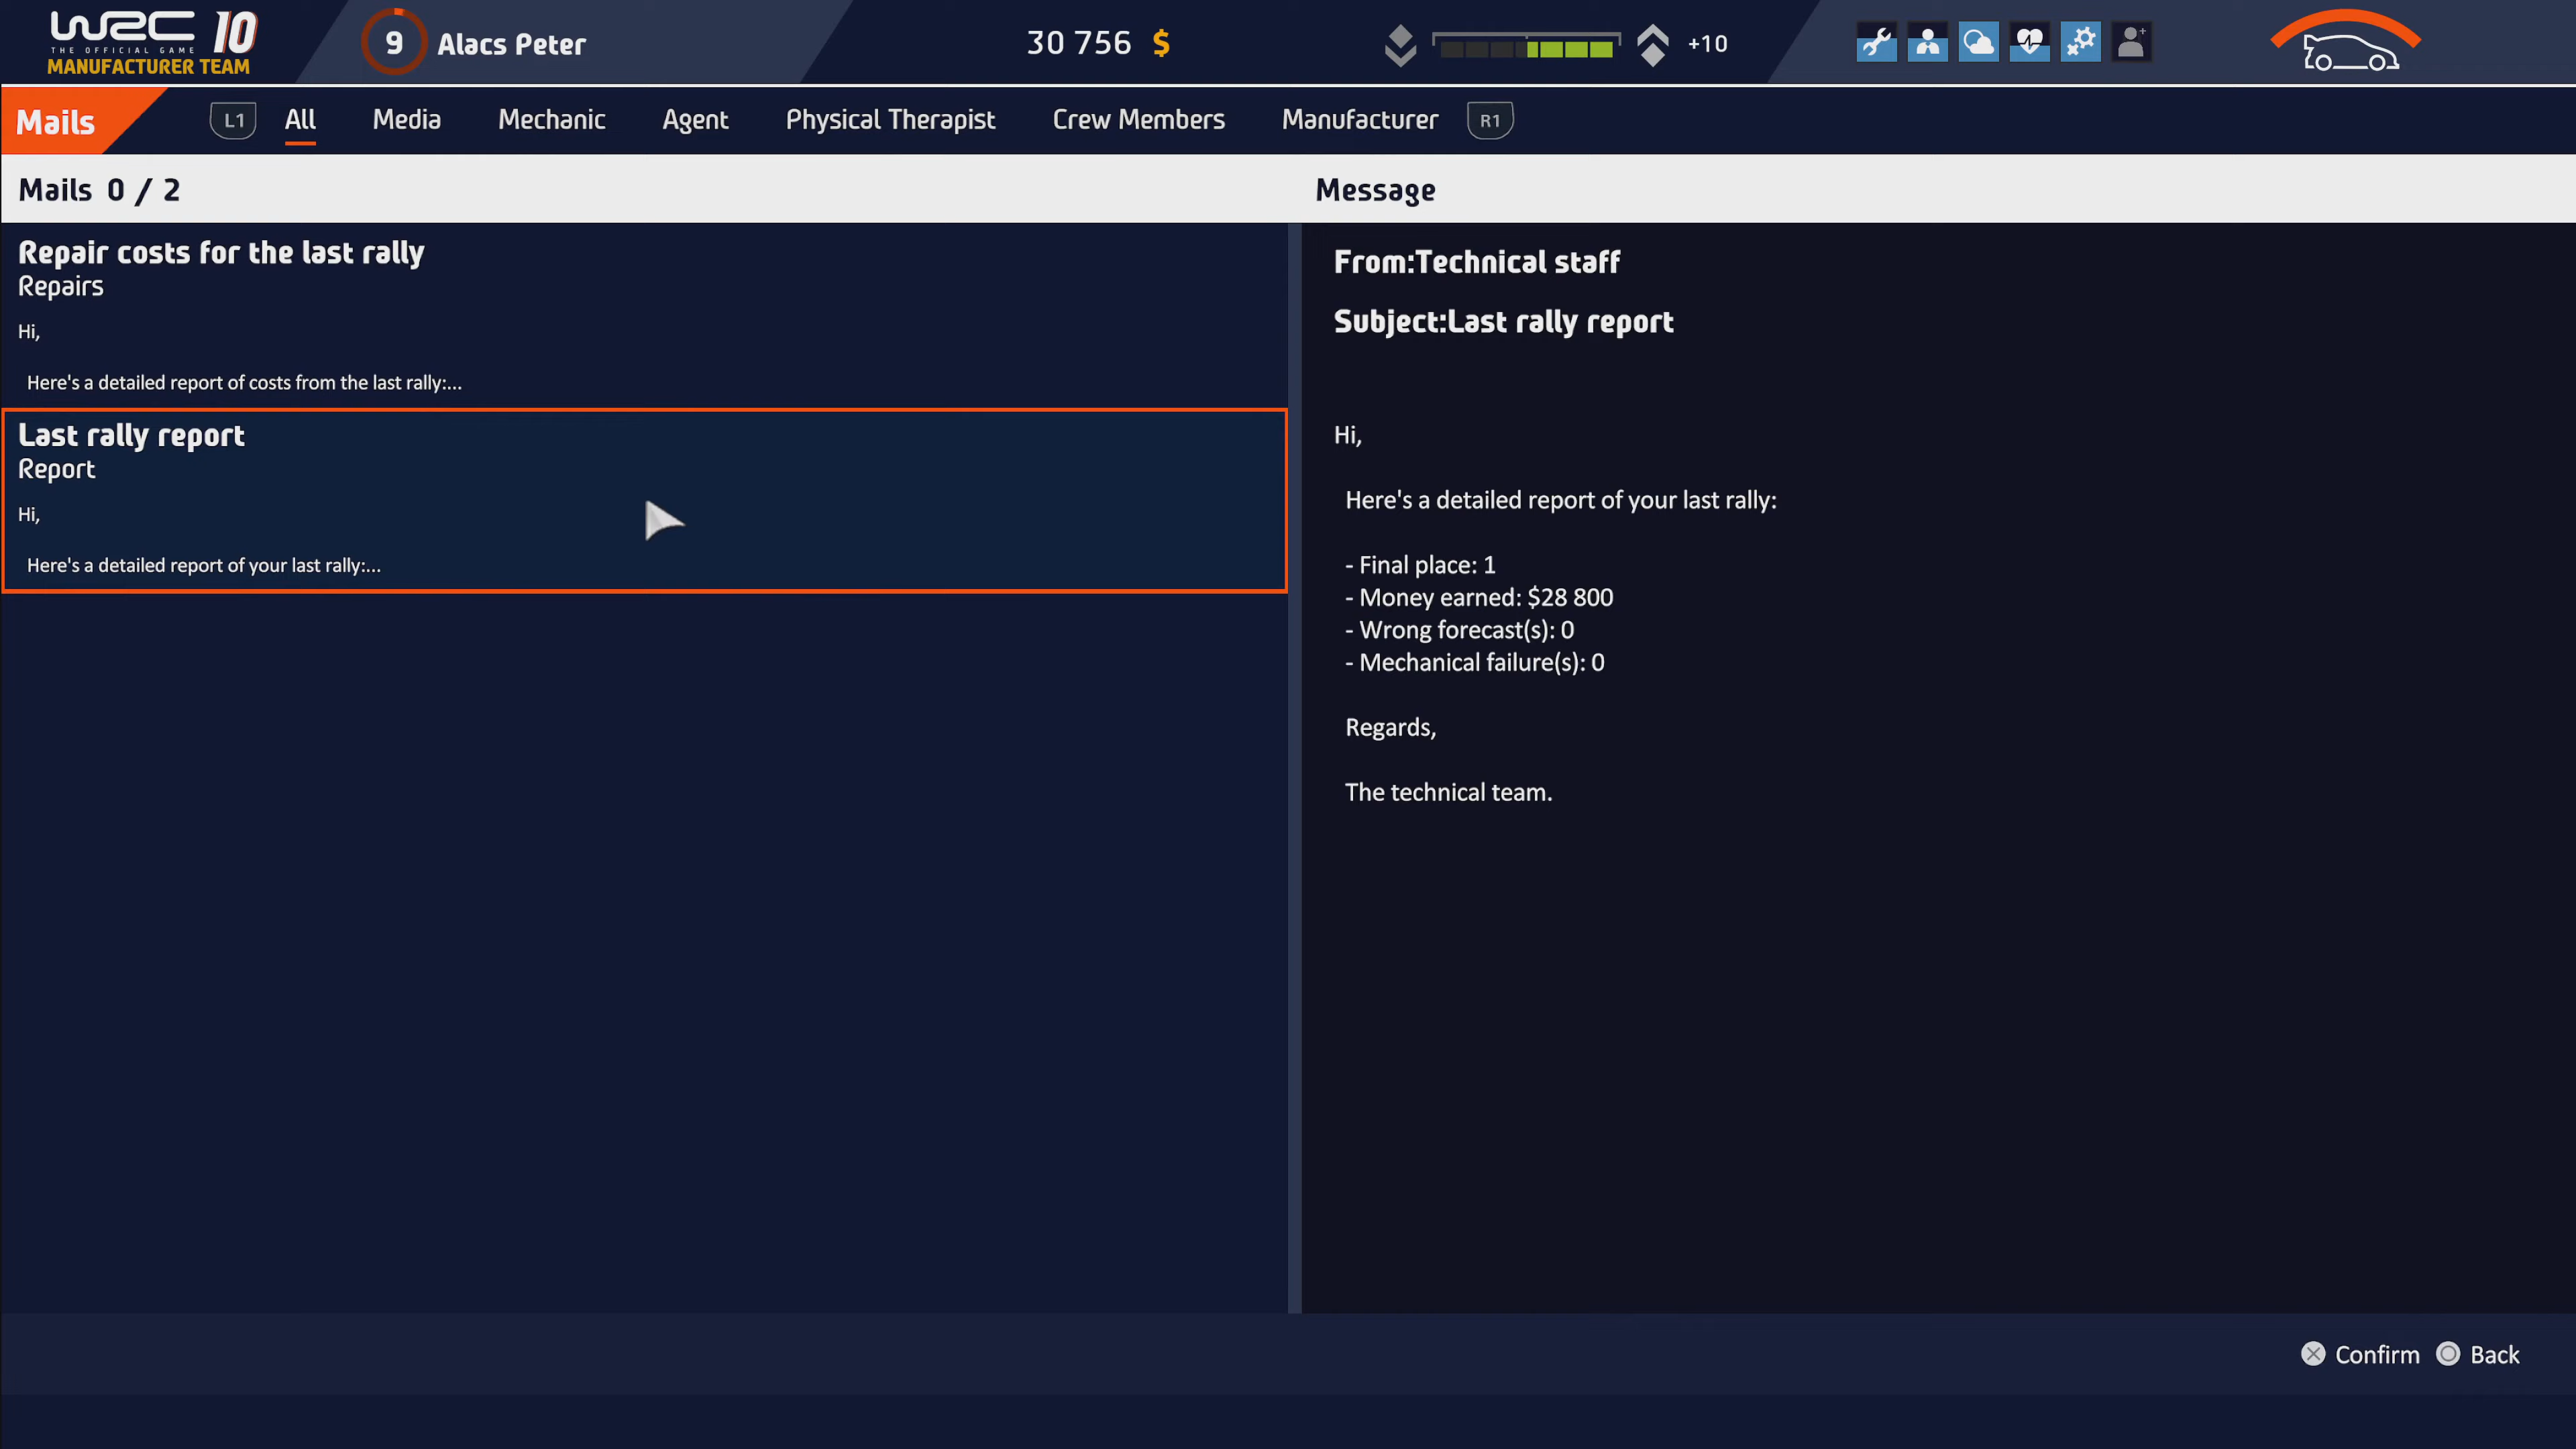 WRC 10
THE OFFICIAL GAME
MANUFACTURER TEAM
9 Alacs Peter
30 756 $
+10
Mails
L1 All Media Mechanic Agent Physical Therapist Crew Members Manufacturer R1
Mails 0 / 2
Repair costs for the last rally
Repairs
Hi,
Here's a detailed report of costs from the last rally:...
Last rally report
Report
Hi,
Here's a detailed report of your last rally:...
Message
From:Technical staff
Subject:Last rally report
Hi,
Here's a detailed report of your last rally:
- Final place: 1
- Money earned: $28 800
- Wrong forecast(s): 0
- Mechanical failure(s): 0
Regards,
The technical team.
Confirm Back